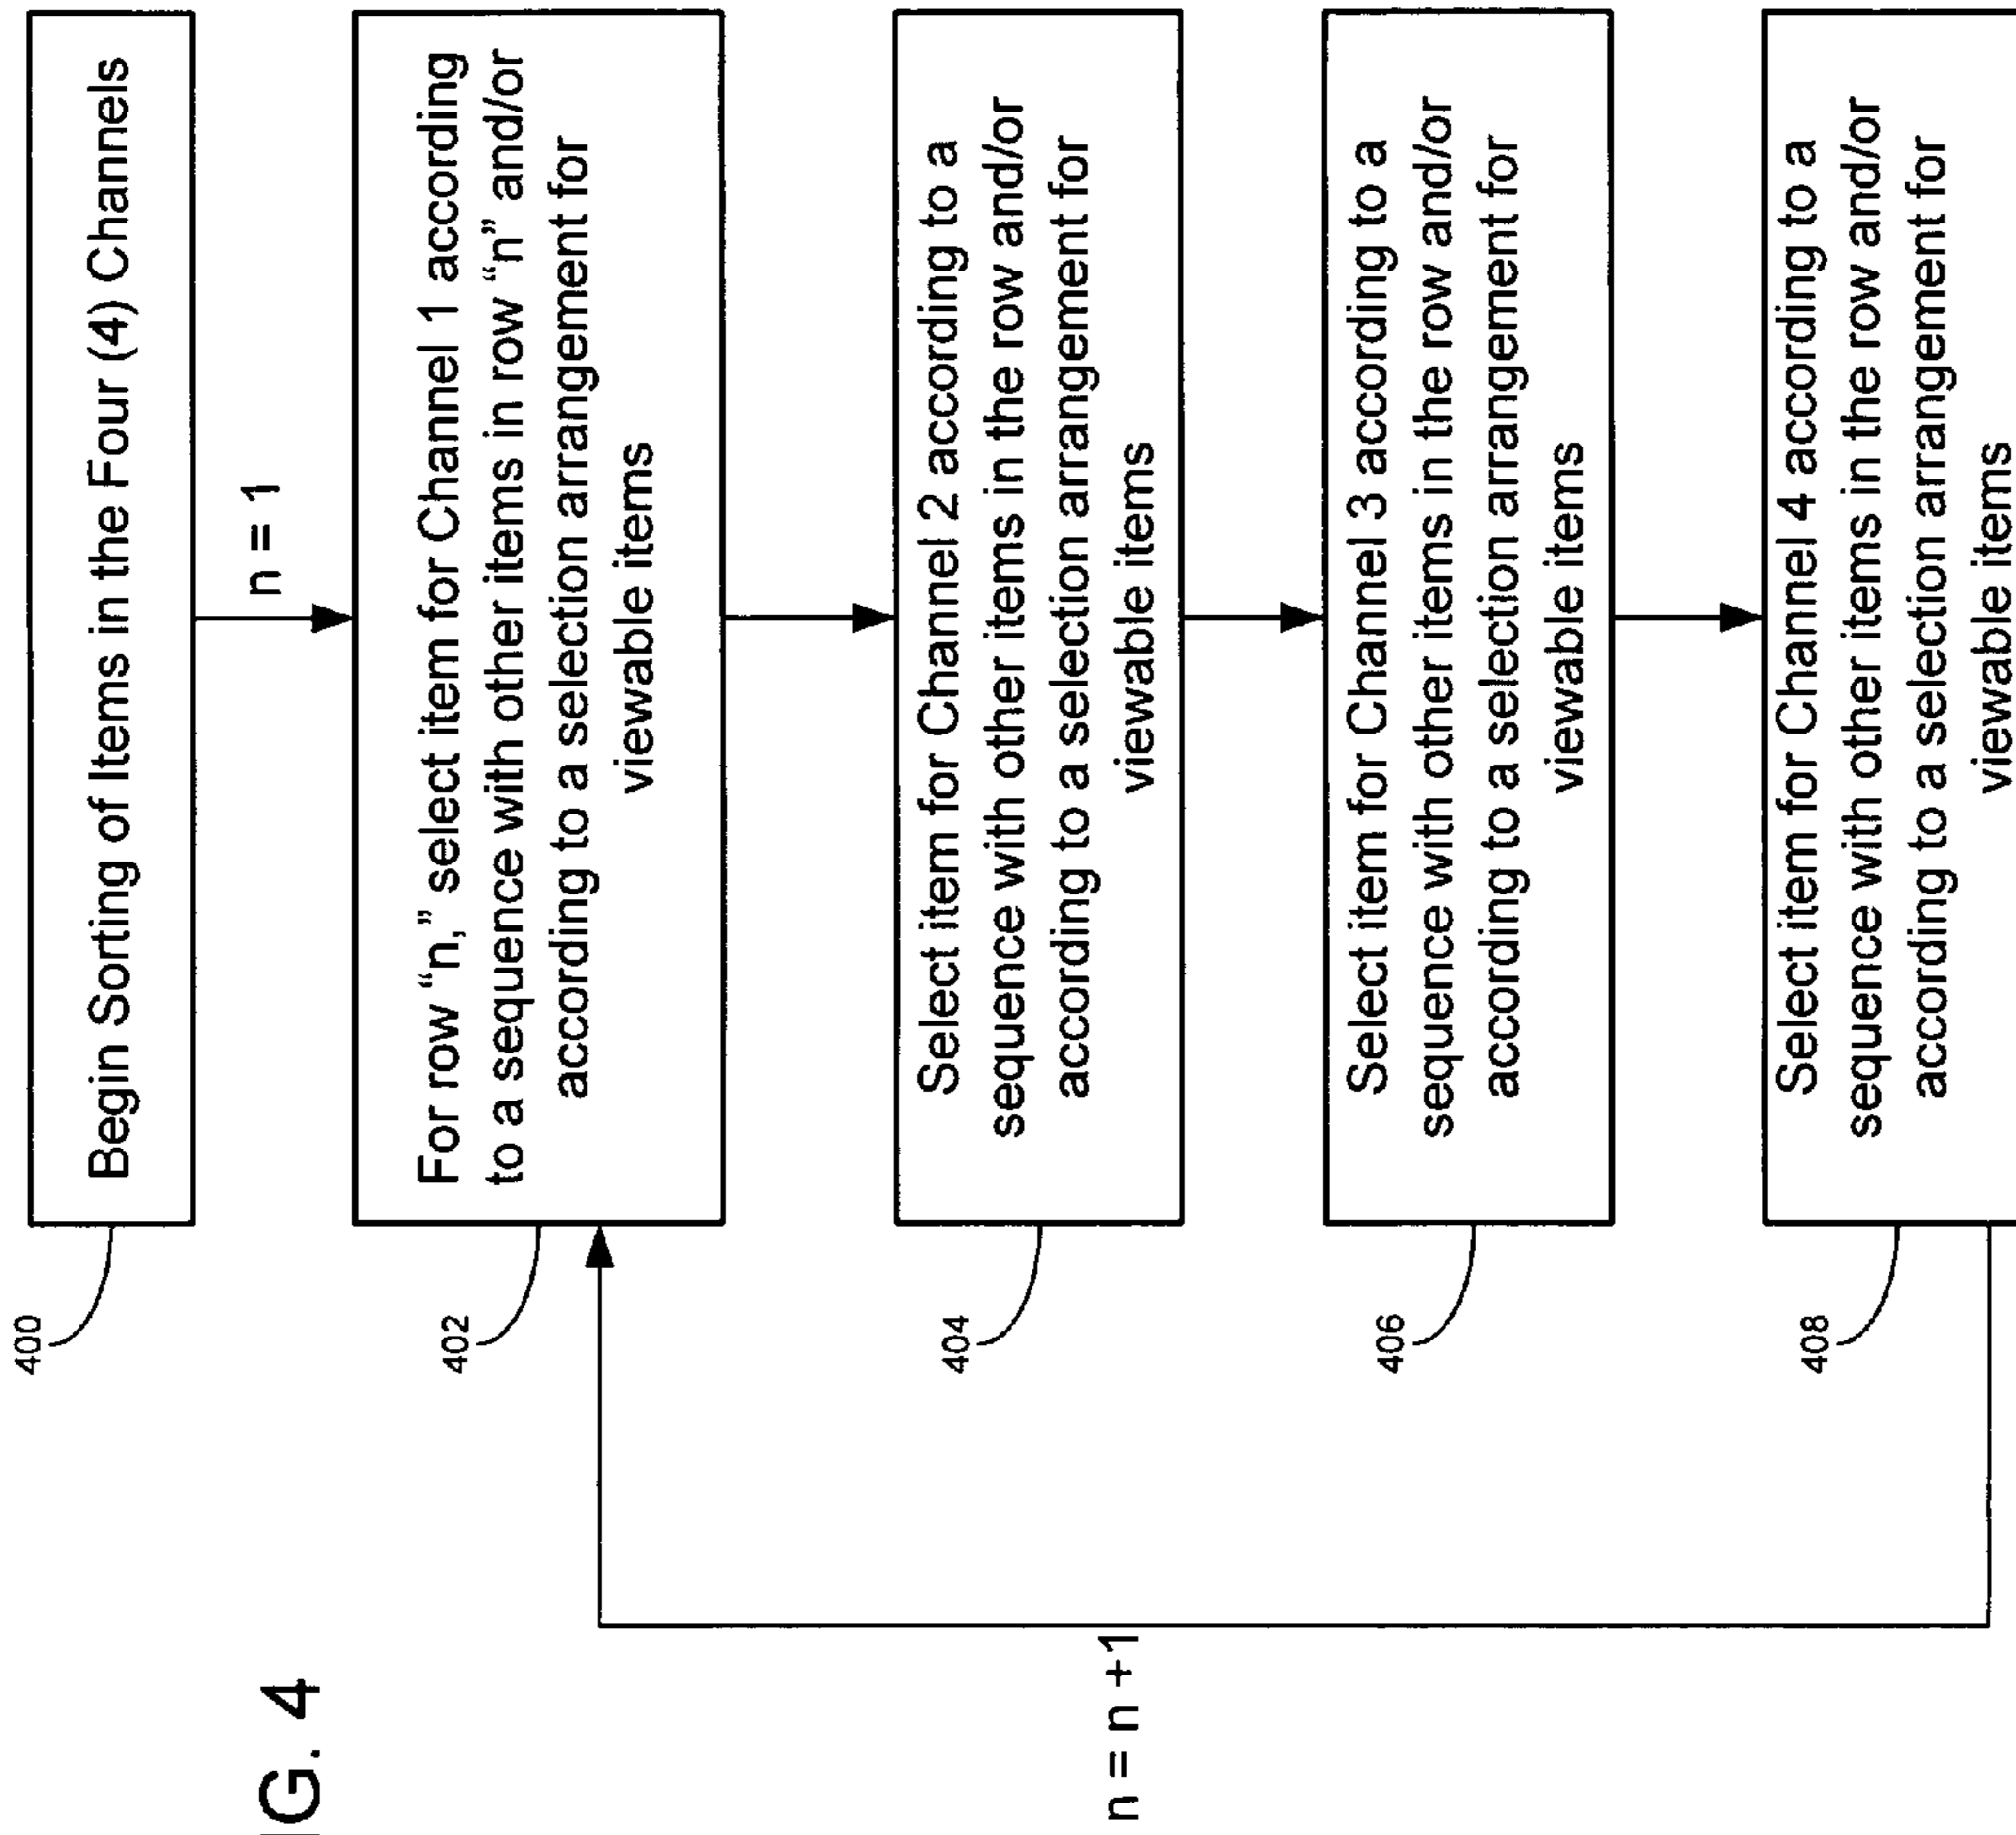 400
Begin Sorting of Items in the Four (4) Channels
n = 1
402
For row “n,” select item for Channel 1 according
to a sequence with other items in row “n” and/or
according to a selection arrangement for
viewable items
404
Select item for Channel 2 according to a
sequence with other items in the row and/or
according to a selection arrangement for
viewable items
406
Select item for Channel 3 according to a
sequence with other items in the row and/or
according to a selection arrangement for
viewable items
408
Select item for Channel 4 according to a
sequence with other items in the row and/or
according to a selection arrangement for
viewable items
n = n +1
IG. 4